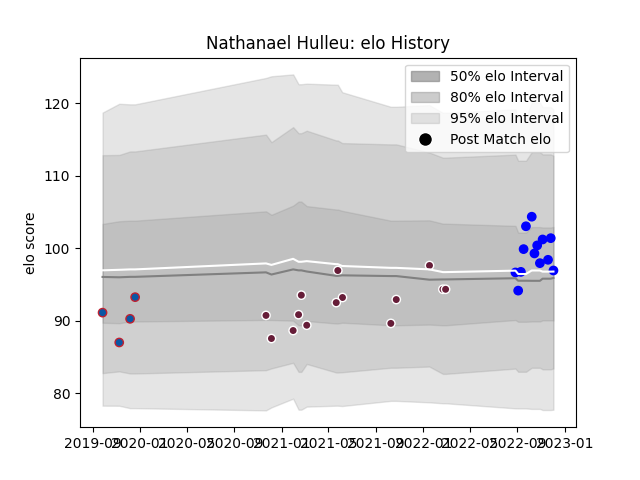 Nathanael Hulleu: elo History
50% elo Interval
80% elo Interval
95% elo Interval
Post Match elo
elo score
120
110
100
90
80
2019-09 2020-01 2020-05 2020-09 2021-01 2021-05 2021-09 2022-01 2022-05 2022-09 2023-01